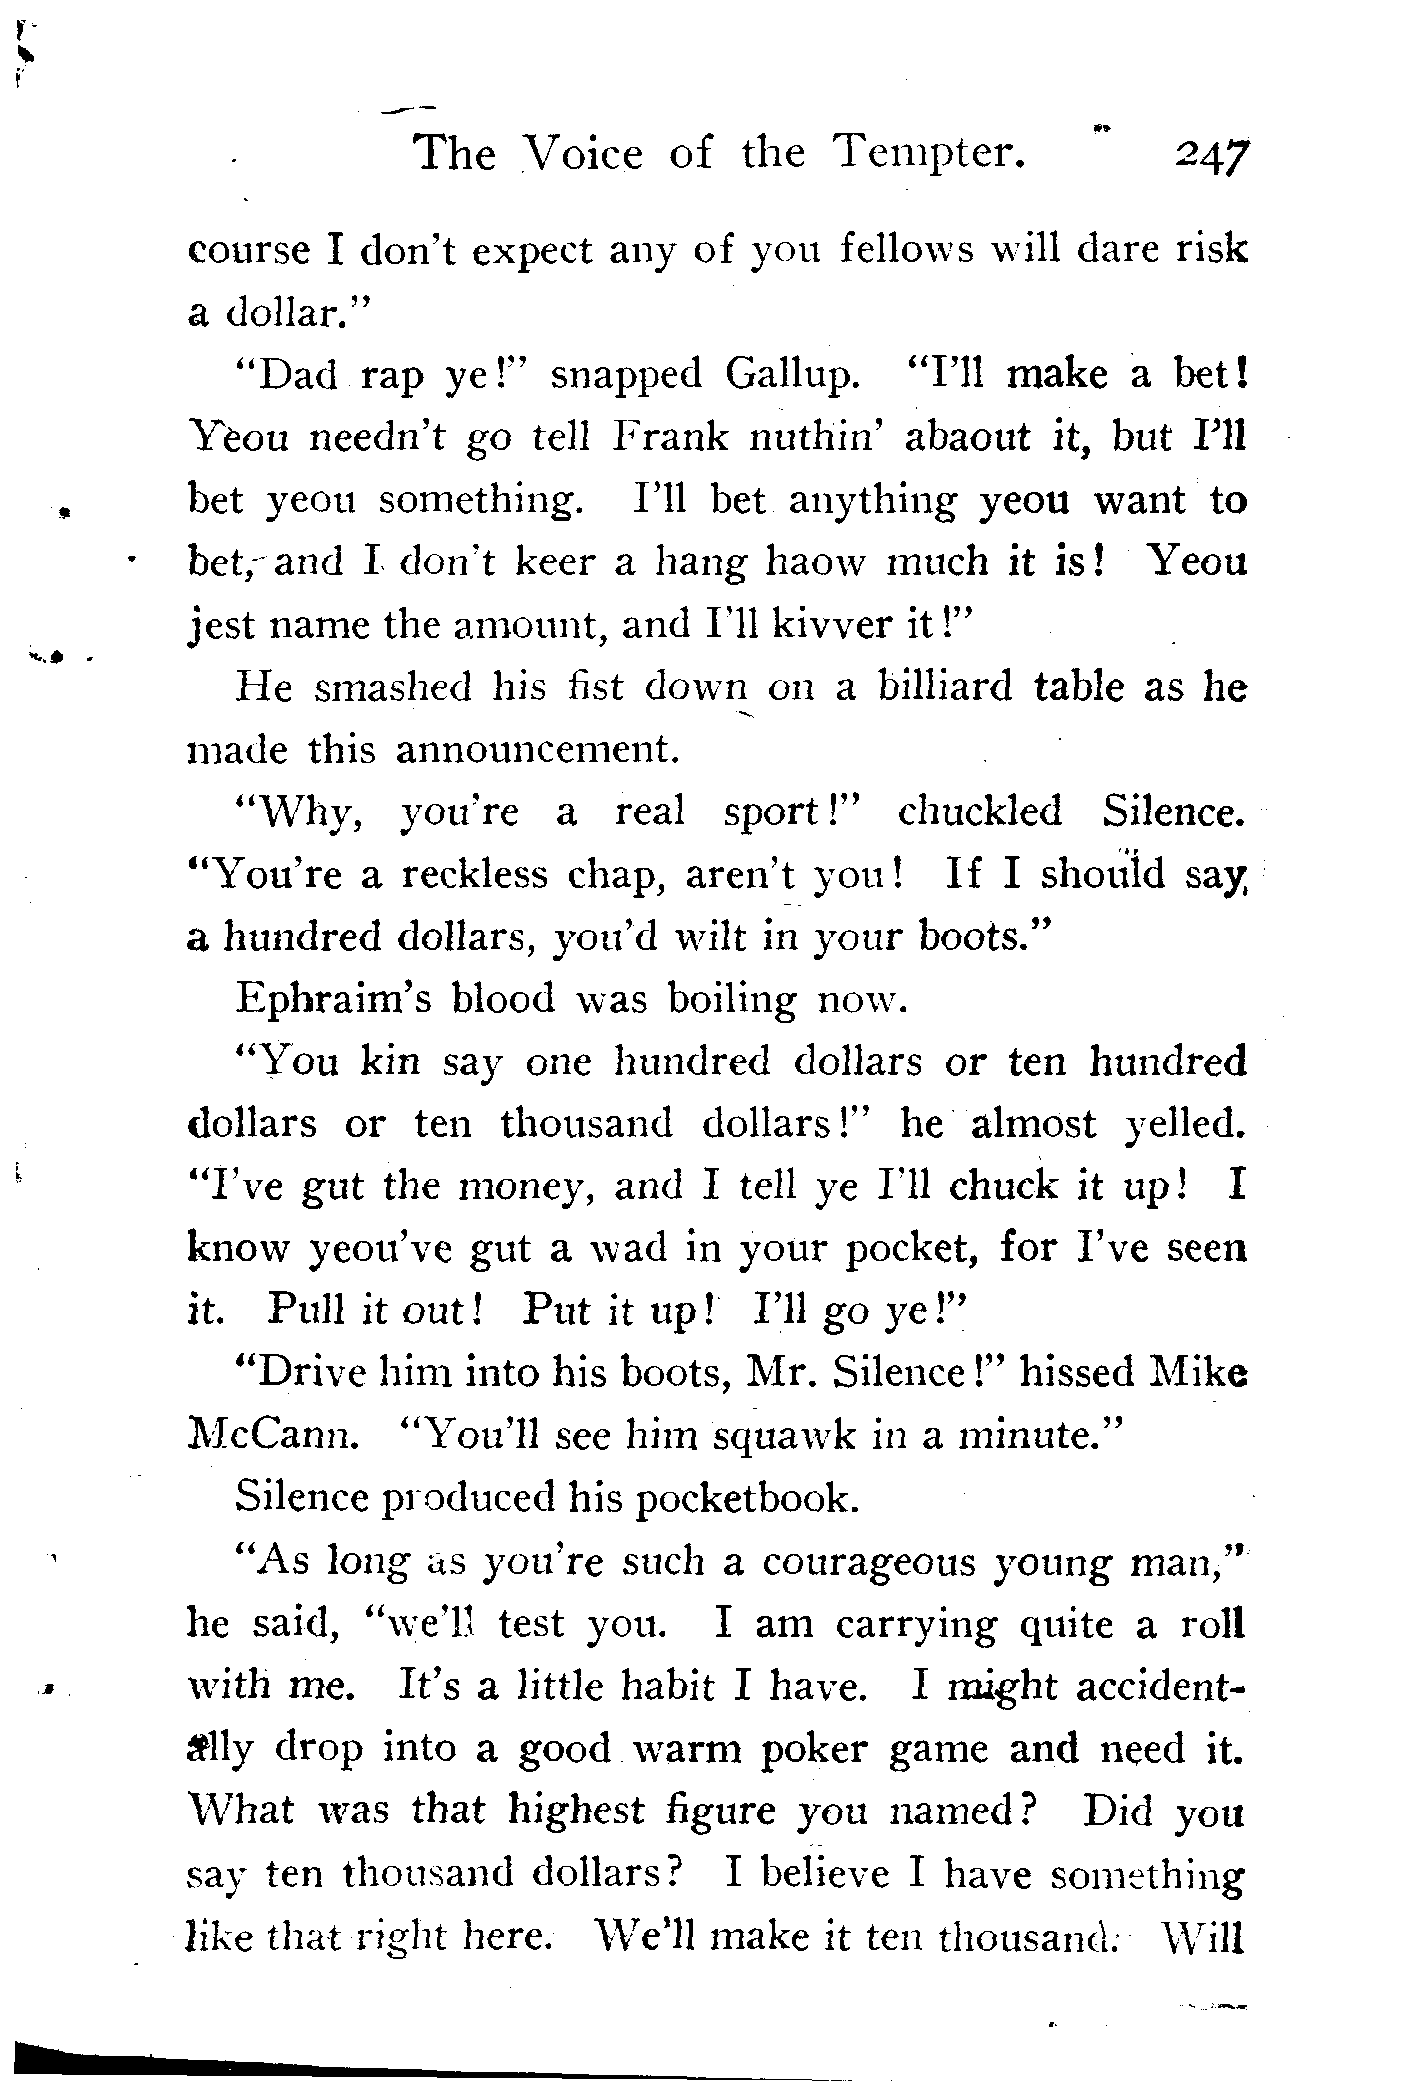 The Voice of the Tempter. 247
course I don't expect any of you fellows will dare risk
a dollar."
"Dad rap ye!" snapped Gallup. "I'll make a bet!
Yeou needn't go tell Frank nuthin' abaout it, but I'll
bet yeou something. I'll bet anything yeou want to
bet, and I don't keer a hang haow much it is! Yeou
jest name the amount, and I'll kivver it!"
He smashed his fist down on a billiard table as he
made this announcement.
"Why, you're a real sport!" chuckled Silence.
"You're a reckless chap, aren't you! If I should say,
a hundred dollars, you'd wilt in your boots."
Ephraim's blood was boiling now.
"You kin say one hundred dollars or ten hundred
dollars or ten thousand dollars!" he almost yelled.
"I've gut the money, and I tell ye I'll chuck it up! I
know yeou've gut a wad in your pocket, for I've seen
it. Pull it out! Put it up! I'll go ye!"
"Drive him into his boots, Mr. Silence!" hissed Mike
McCann. "You'll see him squawk in a minute."
Silence produced his pocketbook.
"As long as you're such a courageous young man,"
he said, "we'll test you. I am carrying quite a roll
with me. It's a little habit I have. I might accident-
ally drop into a good warm poker game and need it.
What was that highest figure you named? Did you
say ten thousand dollars? I believe I have something
like that right here. We'll make it ten thousand. Will